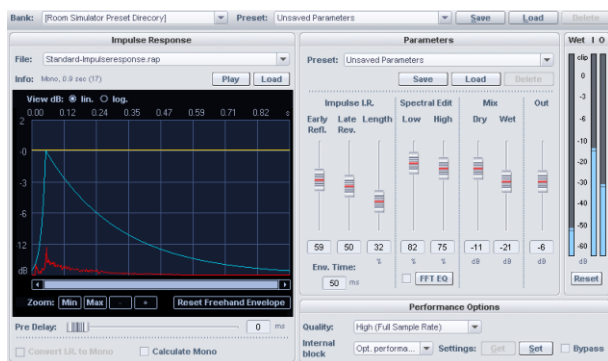 Bank: [Room Simulator Preset Direcory] Preset: Unsaved Parameters Save Load Delete
Impulse Response
File: Standard-Impulseresponse.rap
Info: Mono, 0.9 sec (17) Play Load
View dB: lin. log.
0.00 0.12 0.24 0.35 0.47 0.59 0.71 0.82 s
2
-0
-3
-6
12
dB
Zoom: Min Max - + Reset Freehand Envelope
Pre Delay: 0 ms
Convert I.R. to Mono Calculate Mono
Parameters
Preset: Unsaved Parameters
Save Load Delete
Impulse I.R. Spectral Edit Mix Out
Early Refl. Late Rev. Length Low High Dry Wet
59 50 32 82 75 -11 -21 -6
% % % dB dB dB
Env. Time: FFT EQ
50 ms
Performance Options
Quality: High (Full Sample Rate)
Internal block Opt. performa... Settings: Get Set Bypass
Wet I O
clip
0
-3
-6
-10
-20
-30
-40
-50
-60
dB
Reset